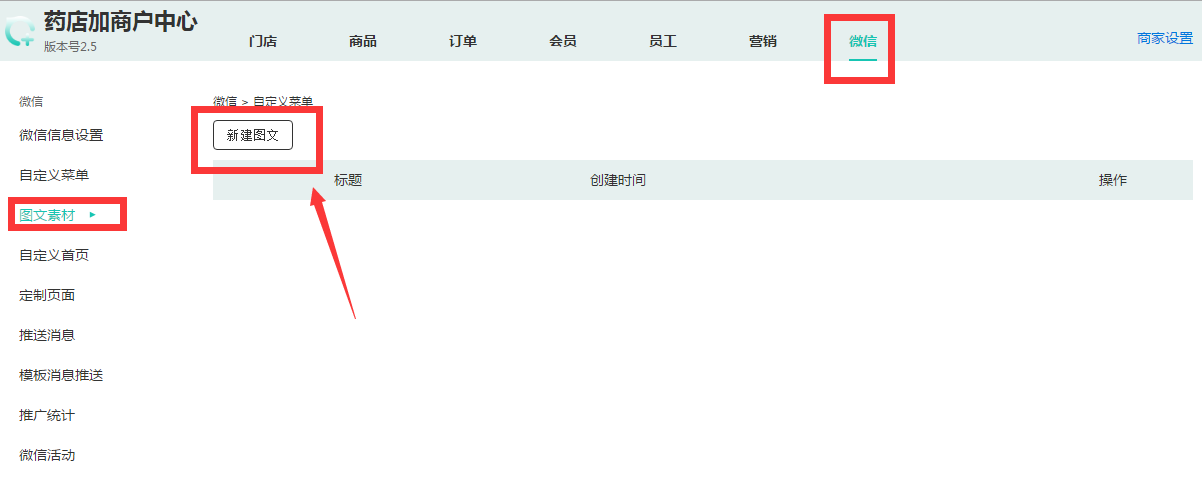 药店加商户中心
版本号2.5
门店 商品 订单 会员 员工 营销 微信 商家设置
微信
微信信息设置
自定义菜单
图文素材
自定义首页
定制页面
推送消息
模板消息推送
推广统计
微信活动
微信 > 自定义菜单
新建图文
标题 创建时间 操作